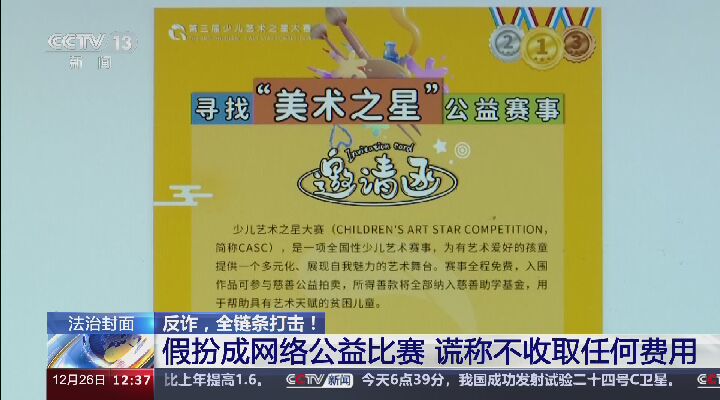 CCTV 13
新闻
第三届少儿艺术之星大赛
2 1 3
寻找“美术之星”公益赛事
Invitation card
邀请函
少儿艺术之星大赛（CHILDREN'S ART STAR COMPETITION，
简称CASC），是一项全国性少儿艺术赛事，为有艺术爱好的孩童
提供一个多元化、展现自我魅力的艺术舞台。赛事全程免费，入围
作品可参与慈善公益拍卖，所得善款将全部纳入慈善助学基金，用
于帮助具有艺术天赋的贫困儿童。
法治封面
反诈，全链条打击！
假扮成网络公益比赛 谎称不收取任何费用
12月26日 12:37
比上年提高1.6。 CCTV新闻 今天6点39分，我国成功发射试验二十四号C卫星。